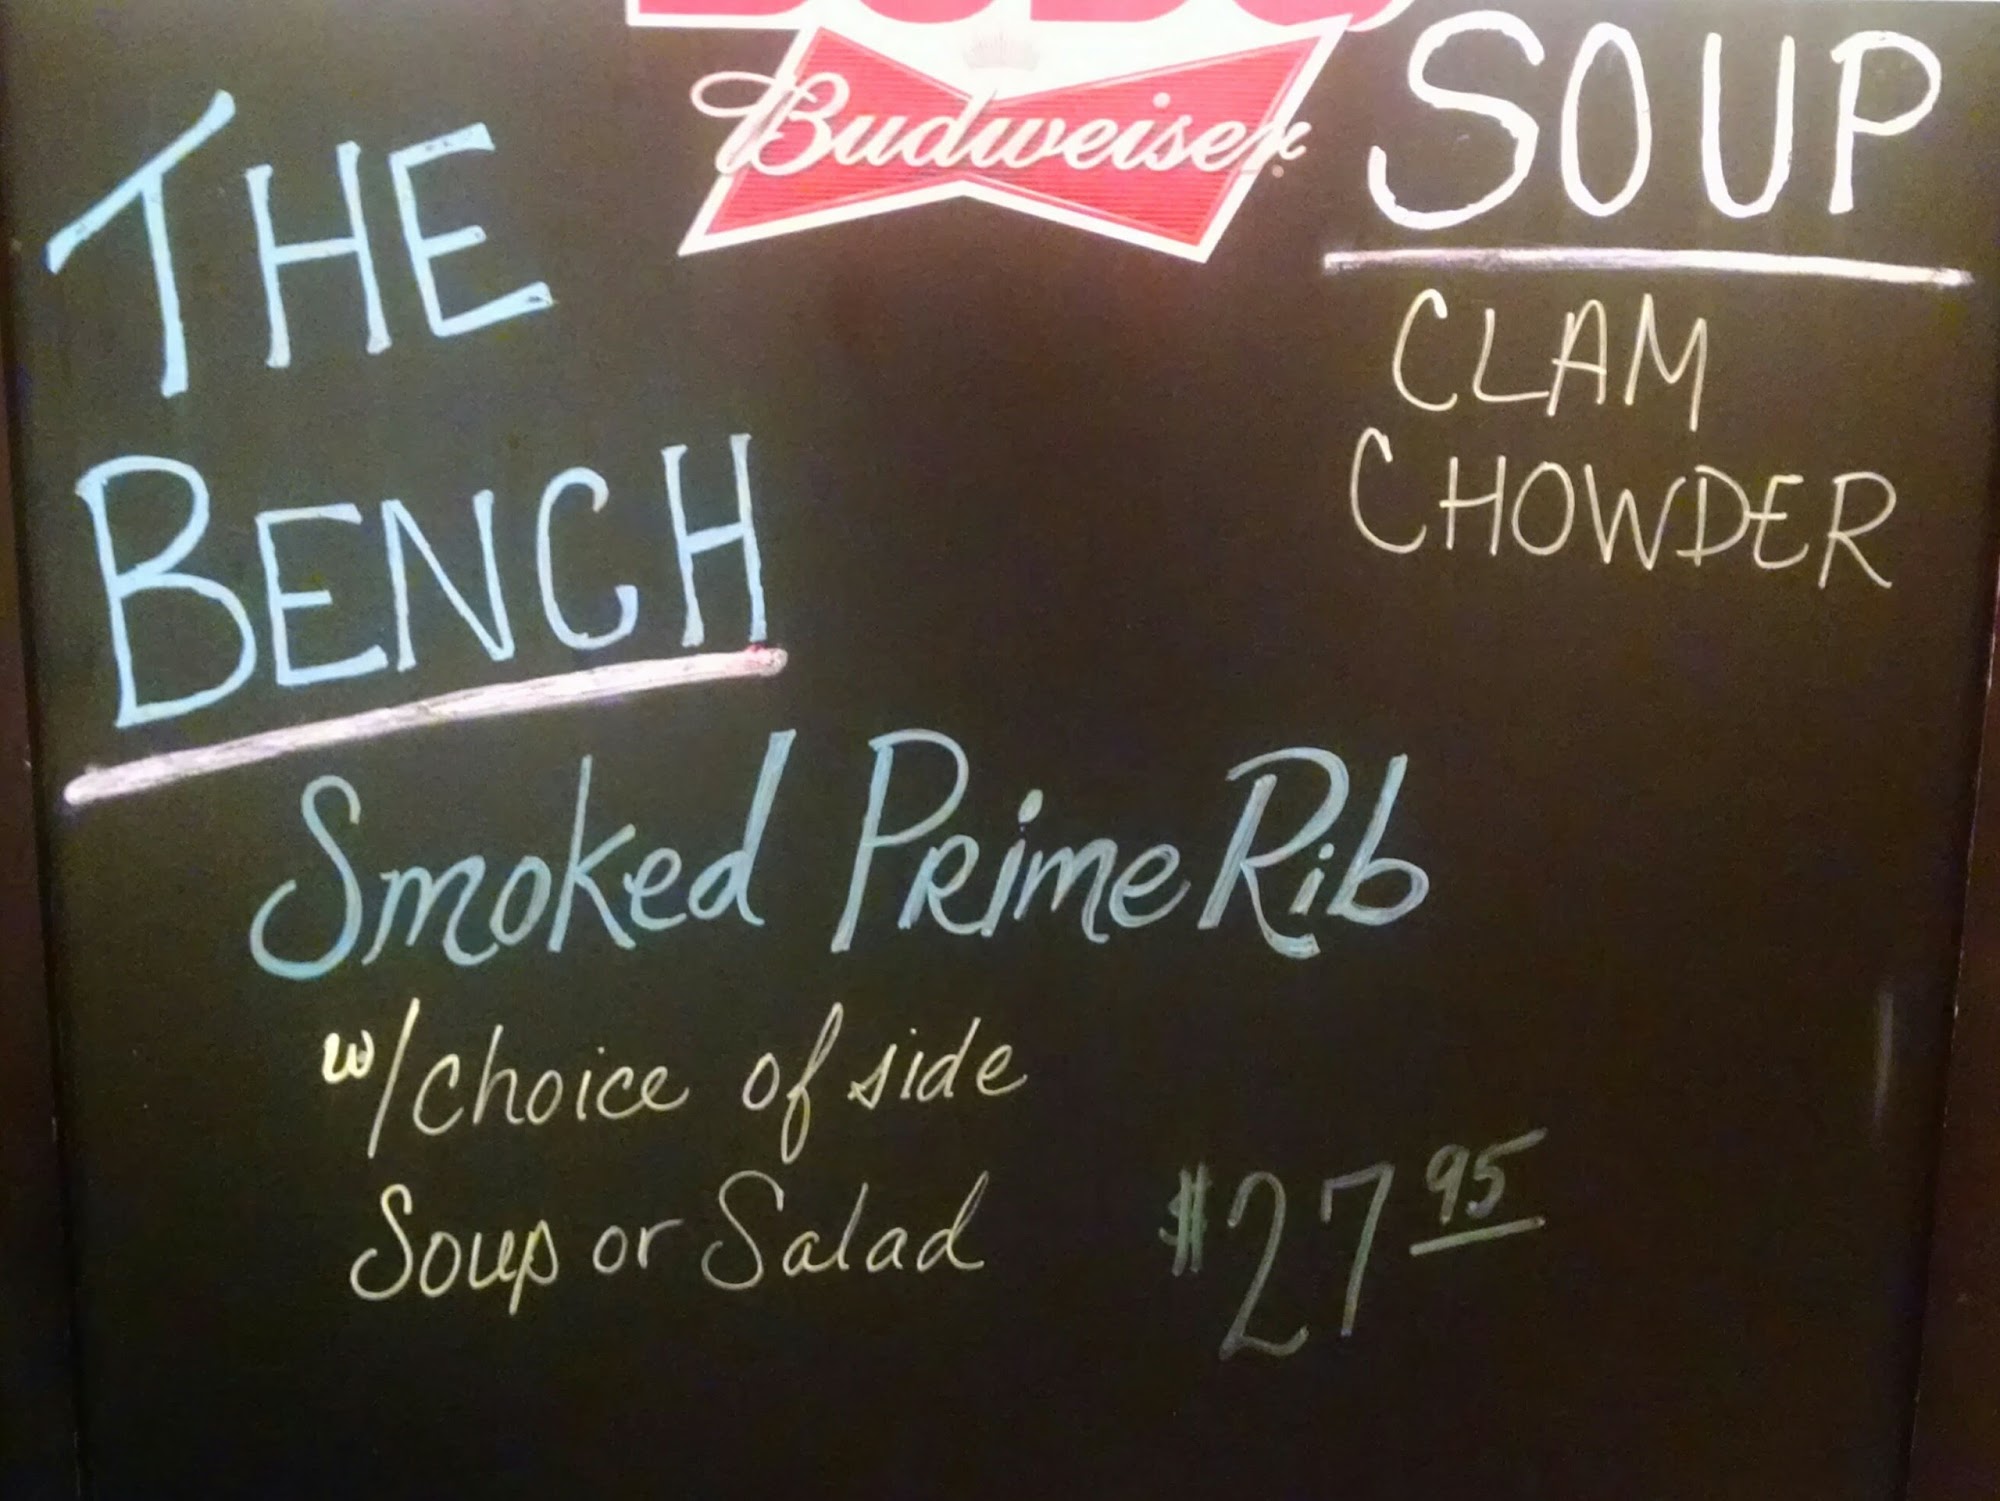 Budweiser
THE
BENCH
SOUP
CLAM
CHOWDER
Smoked Prime Rib
w/choice of side
Soup or Salad
$27 95